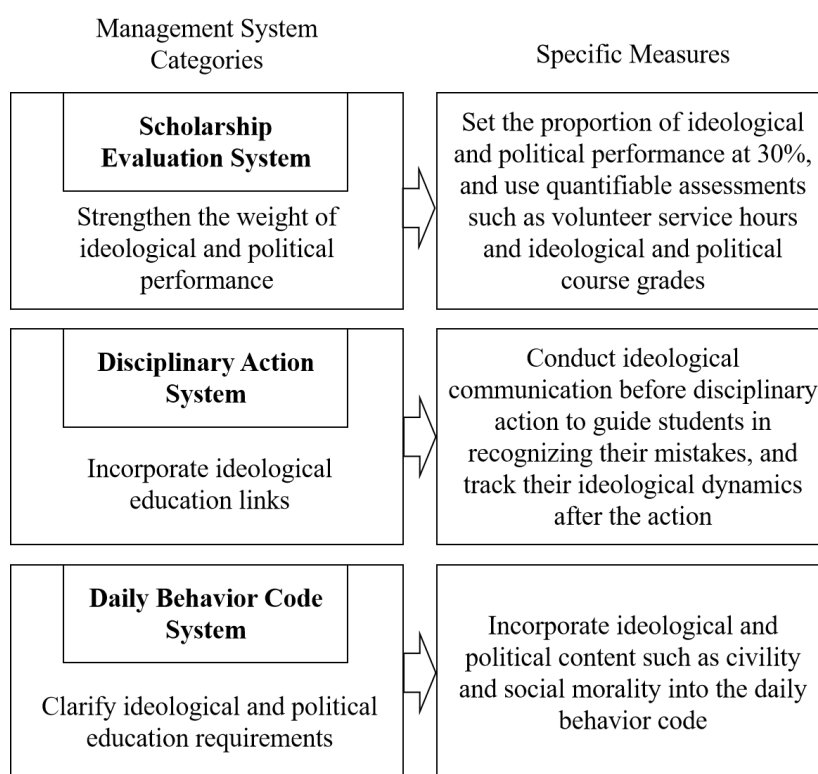 Management System
Categories
Specific Measures
Scholarship
Evaluation System
Strengthen the weight of
ideological and political
performance
Set the proportion of ideological
and political performance at 30%,
and use quantifiable assessments
such as volunteer service hours
and ideological and political
course grades
Disciplinary Action
System
Incorporate ideological
education links
Conduct ideological
communication before disciplinary
action to guide students in
recognizing their mistakes, and
track their ideological dynamics
after the action
Daily Behavior Code
System
Clarify ideological and political
education requirements
Incorporate ideological and
political content such as civility
and social morality into the daily
behavior code